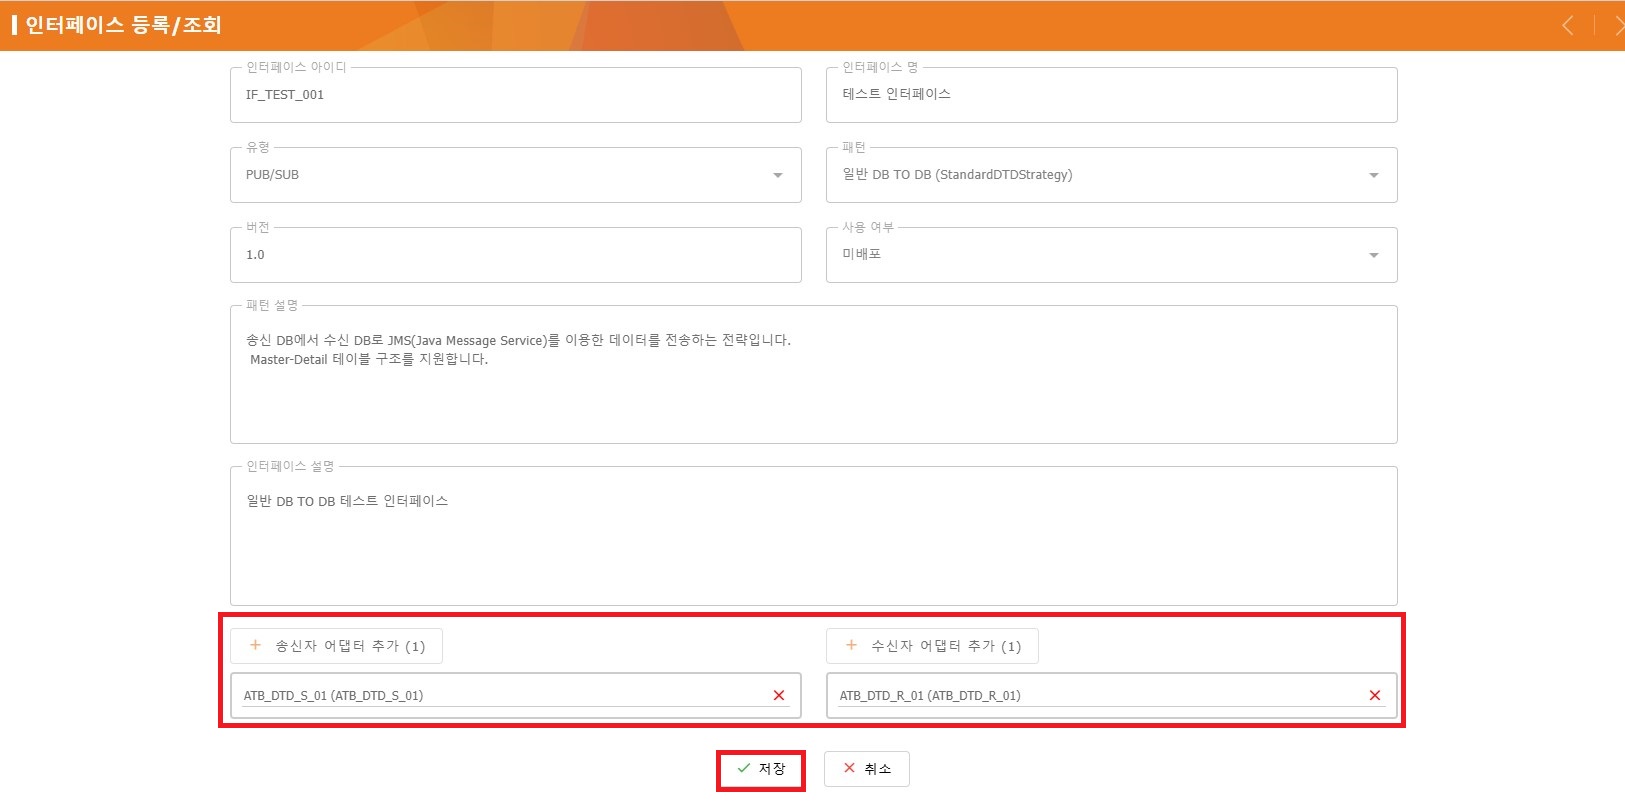 인터페이스 등록/조회
인터페이스 아이디
IF_TEST_001
인터페이스 명
테스트 인터페이스
유형
PUB/SUB
패턴
일반 DB TO DB (StandardDTDStrategy)
버전
1.0
사용 여부
미배포
패턴 설명
송신 DB에서 수신 DB로 JMS(Java Message Service)를 이용한 데이터를 전송하는 전략입니다.
Master-Detail 테이블 구조를 지원합니다.
인터페이스 설명
일반 DB TO DB 테스트 인터페이스
+ 송신자 어댑터 추가 (1)
ATB_DTD_S_01 (ATB_DTD_S_01)
+ 수신자 어댑터 추가 (1)
ATB_DTD_R_01 (ATB_DTD_R_01)
저장
취소